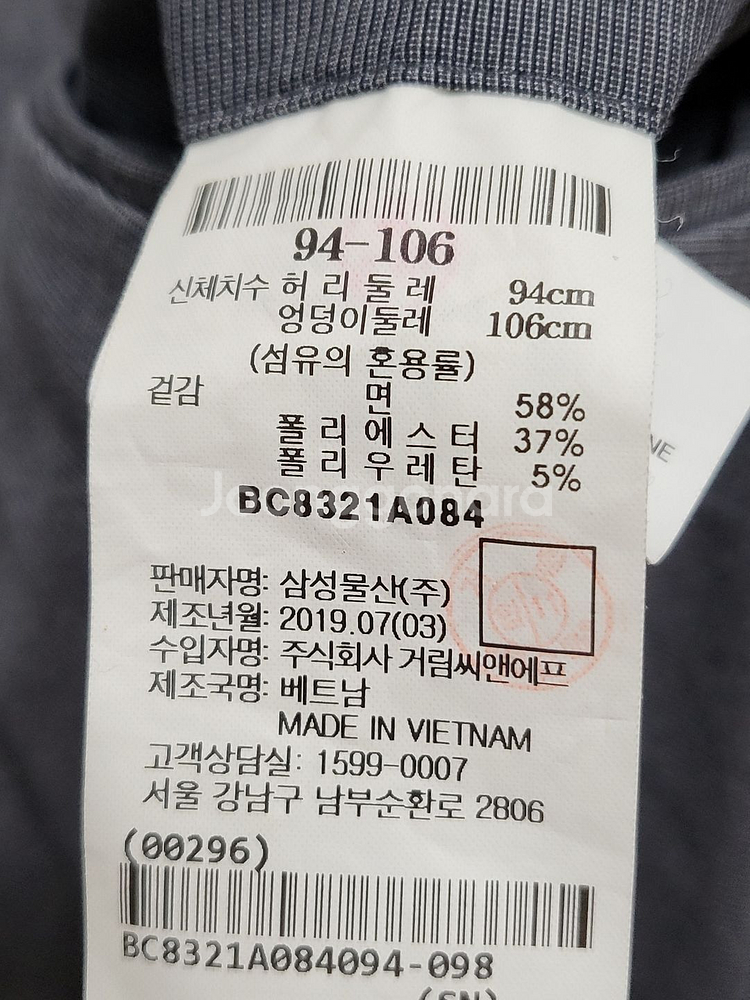 94-106
신체치수 허 리 둘 레 94cm
엉덩이둘레 106cm
(섬유의 혼용률)
겉감 면 58%
폴 리 에 스 터 37%
폴 리 우 레 탄 5%
Joonggonara
BC8321A084
판매자명: 삼성물산(주)
제조년월: 2019.07(03)
수입자명: 주식회사 거림씨앤에프
제조국명: 베트남
MADE IN VIETNAM
고객상담실: 1599-0007
서울 강남구 남부순환로 2806
(00296)
BC8321A084094-098